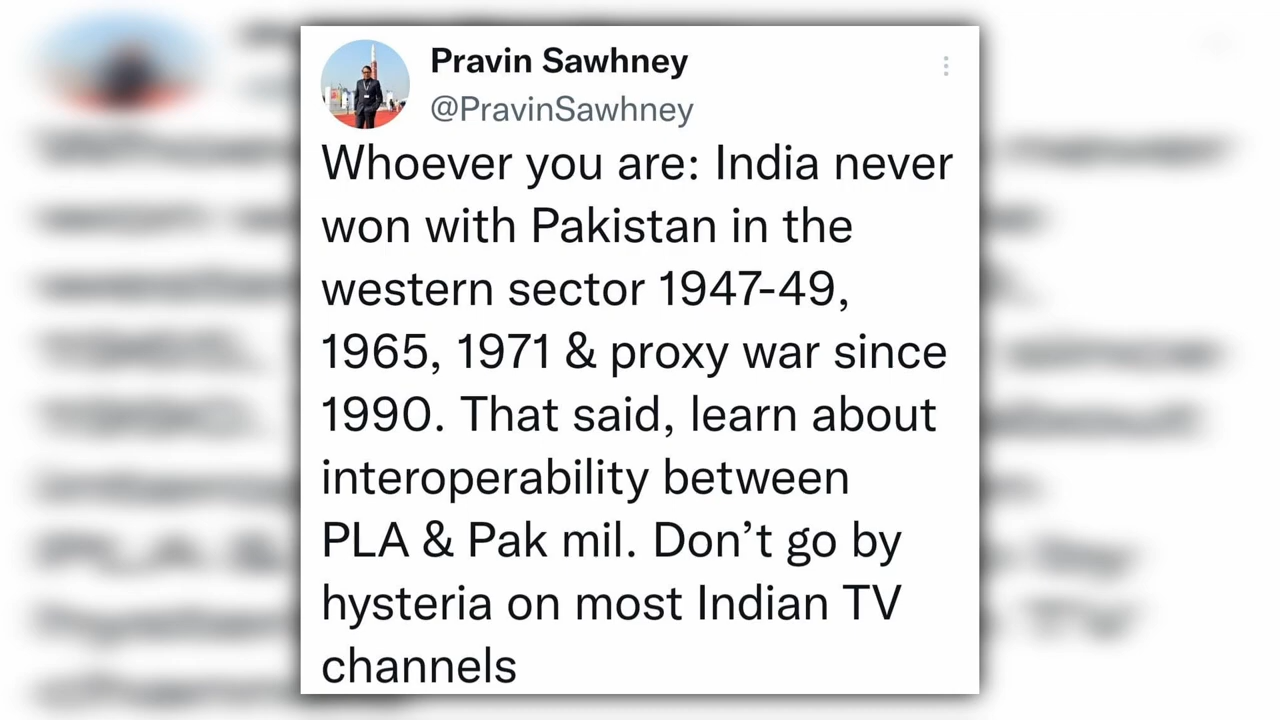 Pravin Sawhney
@PravinSawhney
Whoever you are: India never
won with Pakistan in the
western sector 1947-49,
1965, 1971 & proxy war since
1990. That said, learn about
interoperability between
PLA & Pak mil. Don’t go by
hysteria on most Indian TV
channels